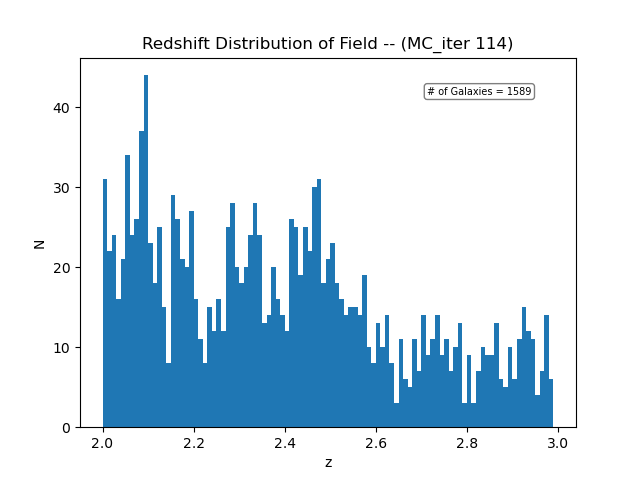 Redshift Distribution of Field -- (MC_iter 114)
# of Galaxies = 1589
40
30
20
10
0
N
2.0 2.2 2.4 2.6 2.8 3.0
z